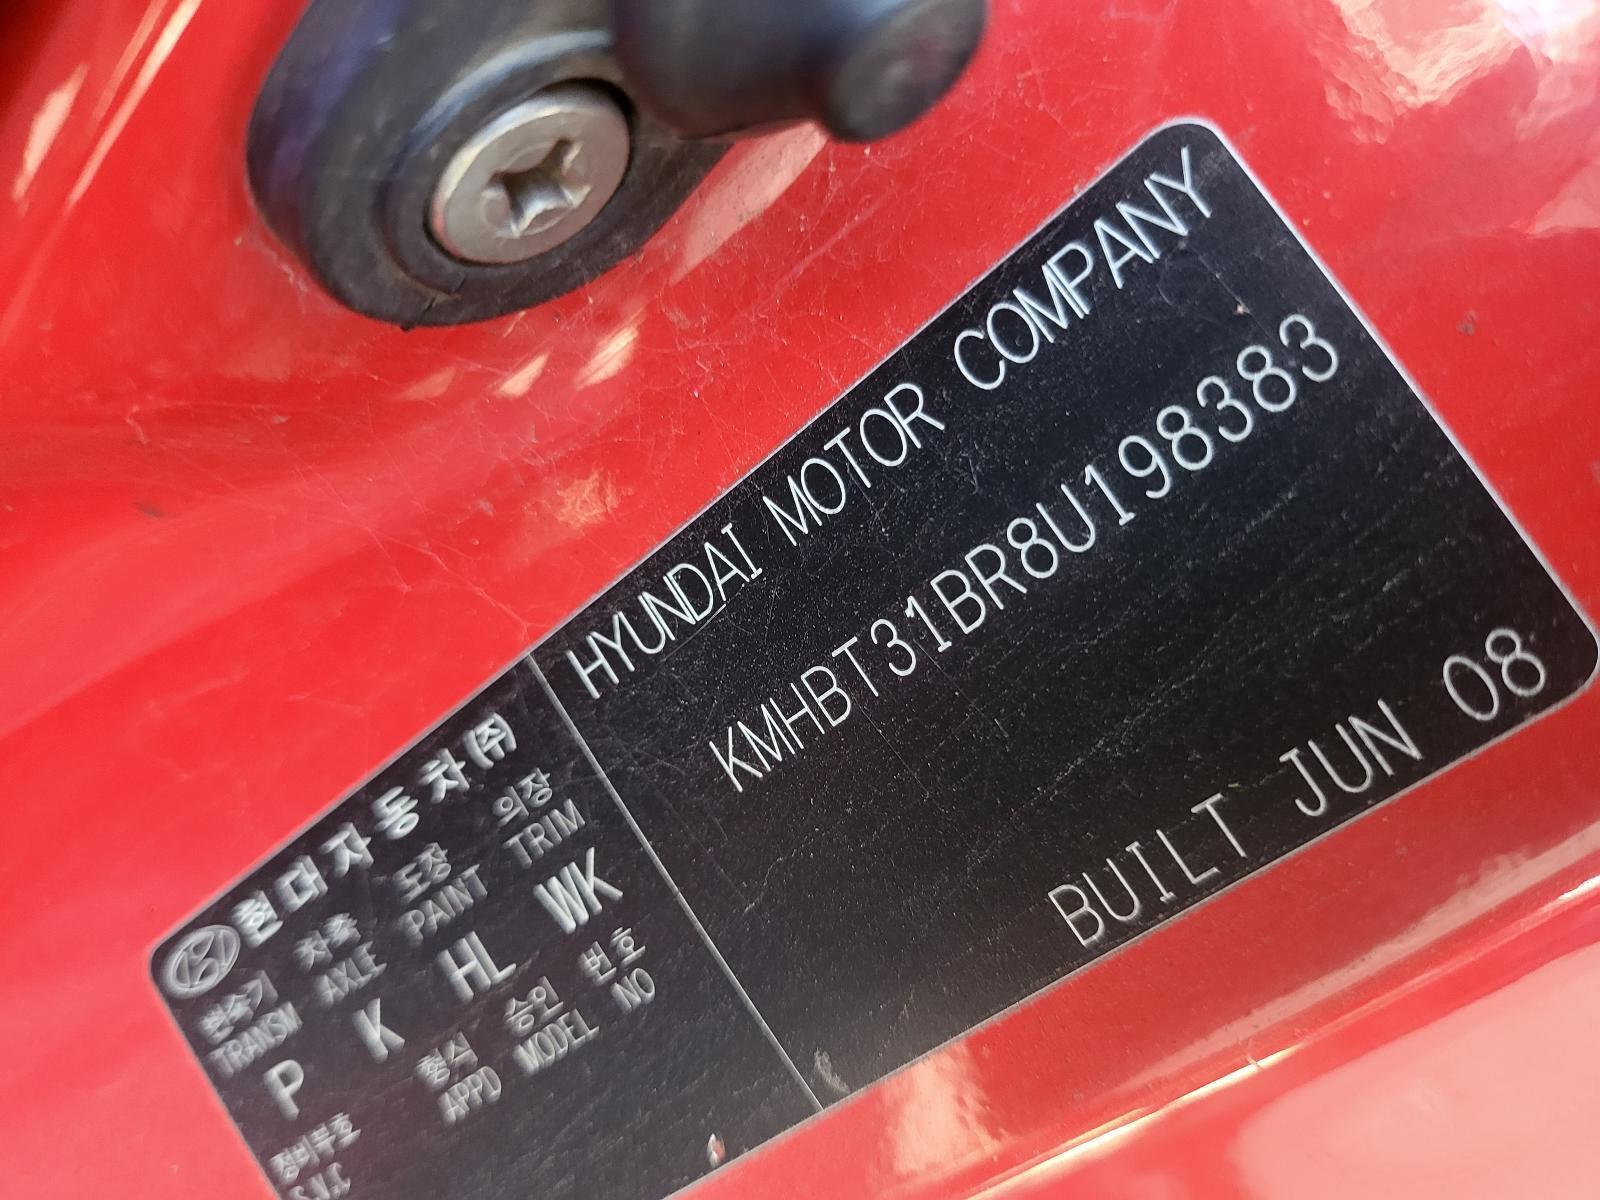 현대자동차(주)
변속기 차축 도장 의장
TRANSM AXLE PAINT TRIM
P K HL WK
정비부호 형식 승인 번호
APPD MODEL NO
HYUNDAI MOTOR COMPANY
KMHBT31BR8U198383
BUILT JUN 08